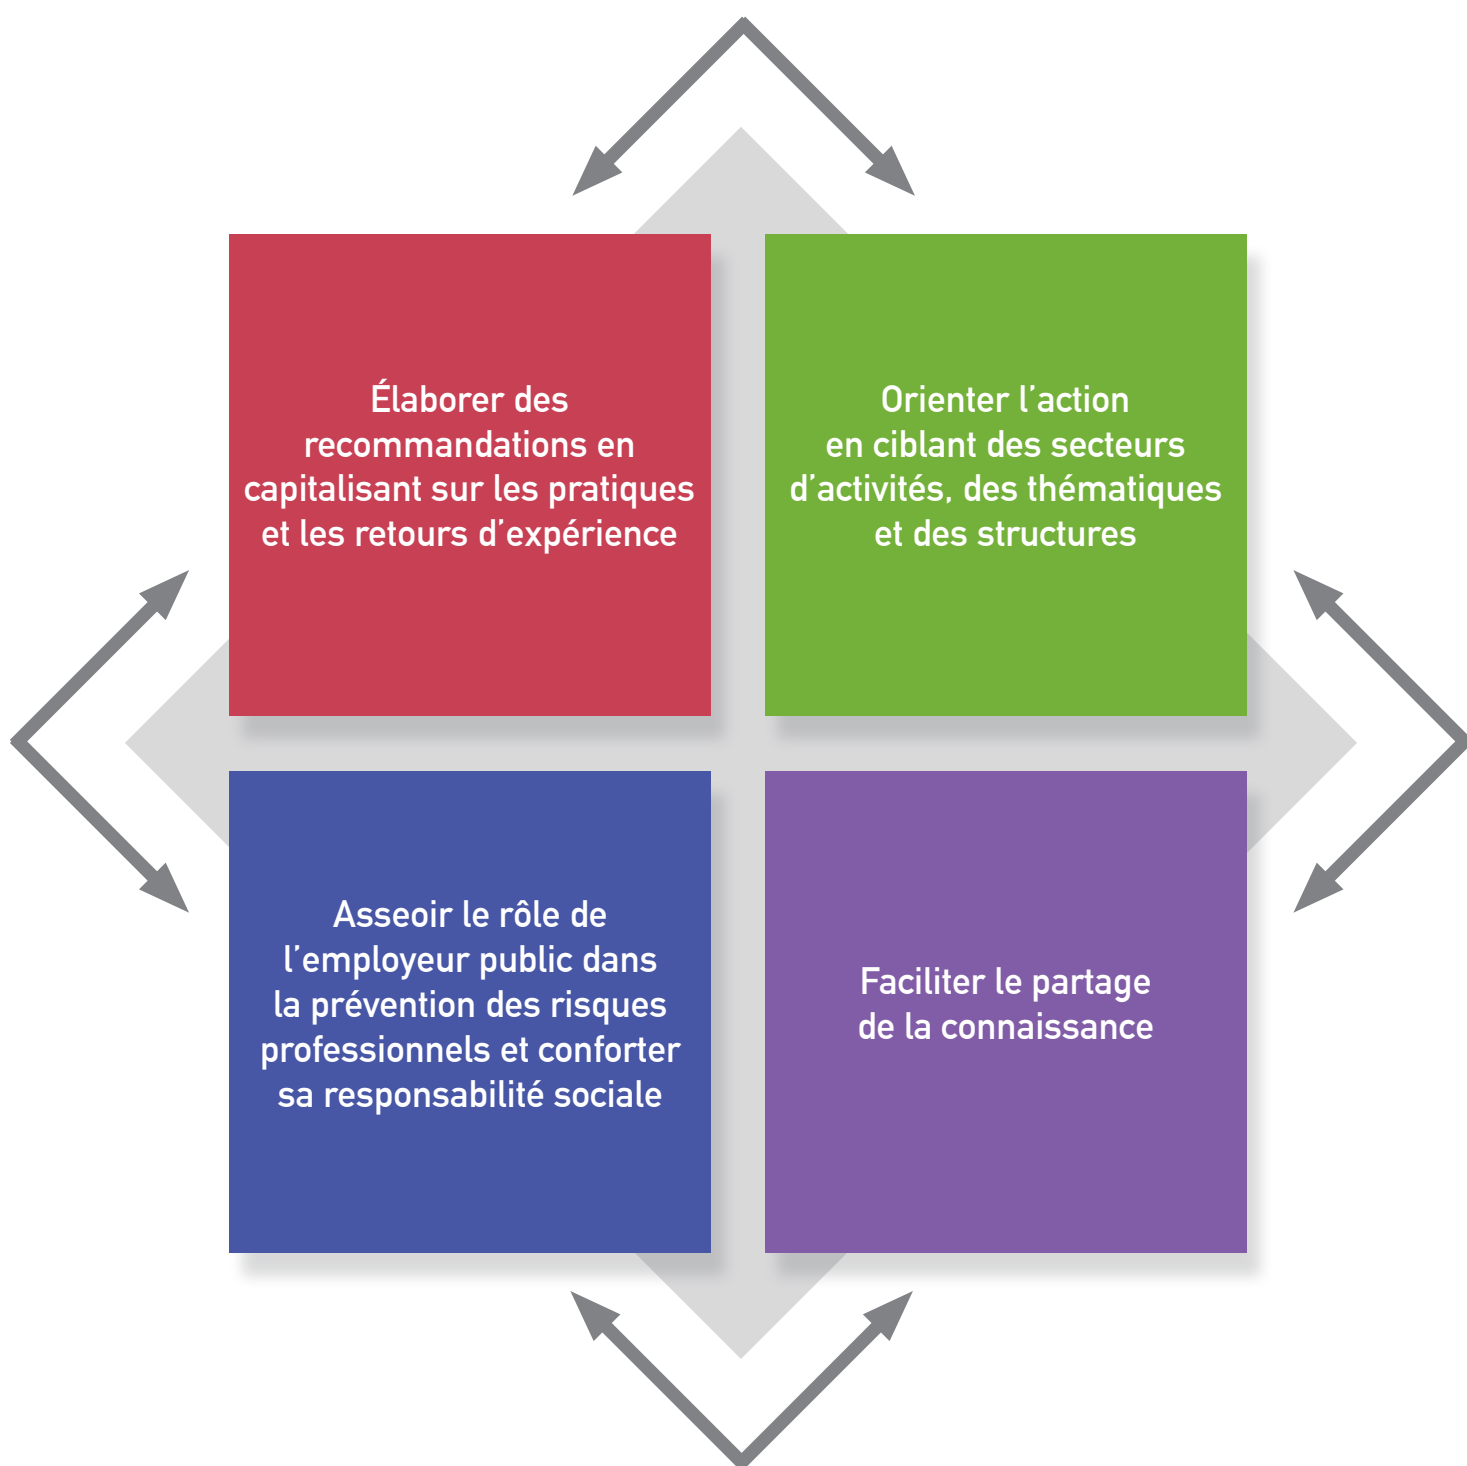 Élaborer des
recommandations en
capitalisant sur les pratiques
et les retours d’expérience
Orienter l’action
en ciblant des secteurs
d’activités, des thématiques
et des structures
Asseoir le rôle de
l’employeur public dans
la prévention des risques
professionnels et conforter
sa responsabilité sociale
Faciliter le partage
de la connaissance